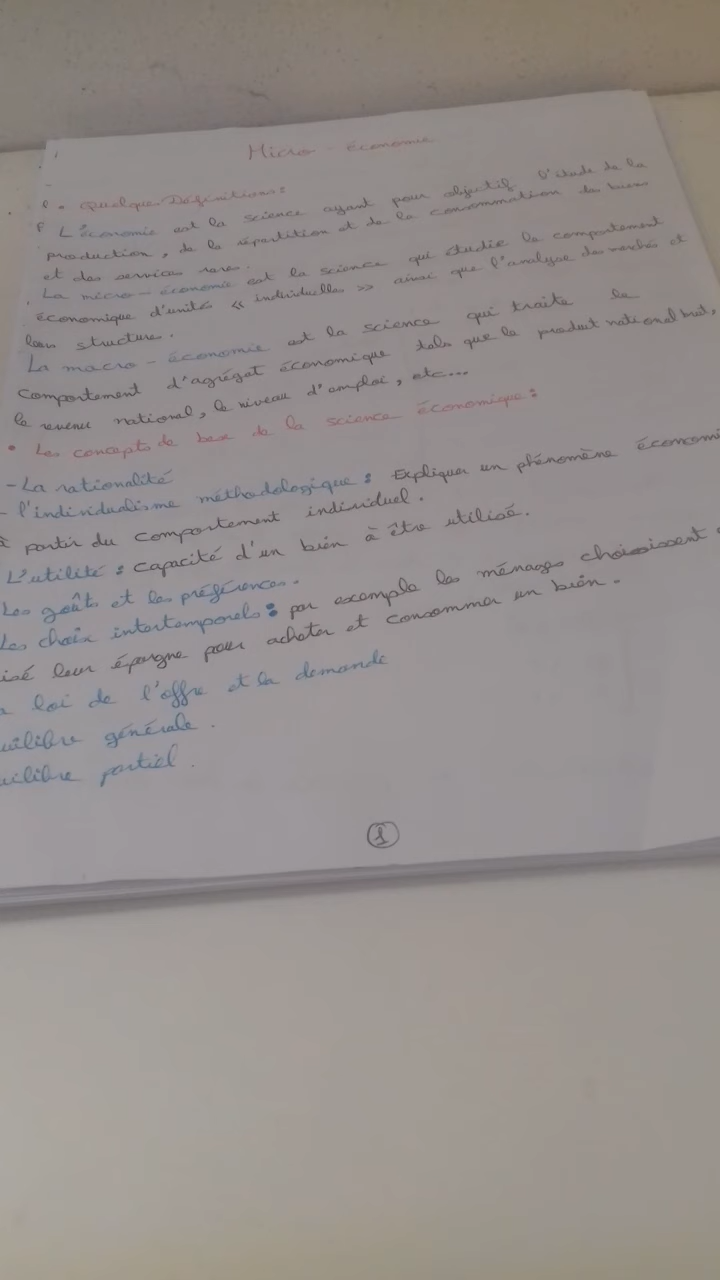 Micro - économie
Quelques Définitions :
L'économie est la science ayant pour objectif l'étude de la
production, de la répartition et de la consommation des biens
et des services rares.
La micro - économie est la science qui étudie le comportement
économique d'unités « individuelles » ainsi que l'analyse des marchés et
leur structure.
La macro - économie est la science qui traite le
comportement d'agrégat économique tels que le produit national brut,
le revenu national, le niveau d'emploi, etc...
• Les concepts de base de la science économique :
- La rationalité
- l'individualisme méthodologique : Expliquer un phénomène économi
à partir du comportement individuel.
L'utilité : capacité d'un bien à être utilisé.
Les goûts et les préférences.
Les choix intertemporels : par exemple les ménages choisissent
isé leur épargne pour acheter et consommer un bien.
loi de l'offre et la demande
uilibre générale.
uilibre partiel.
1